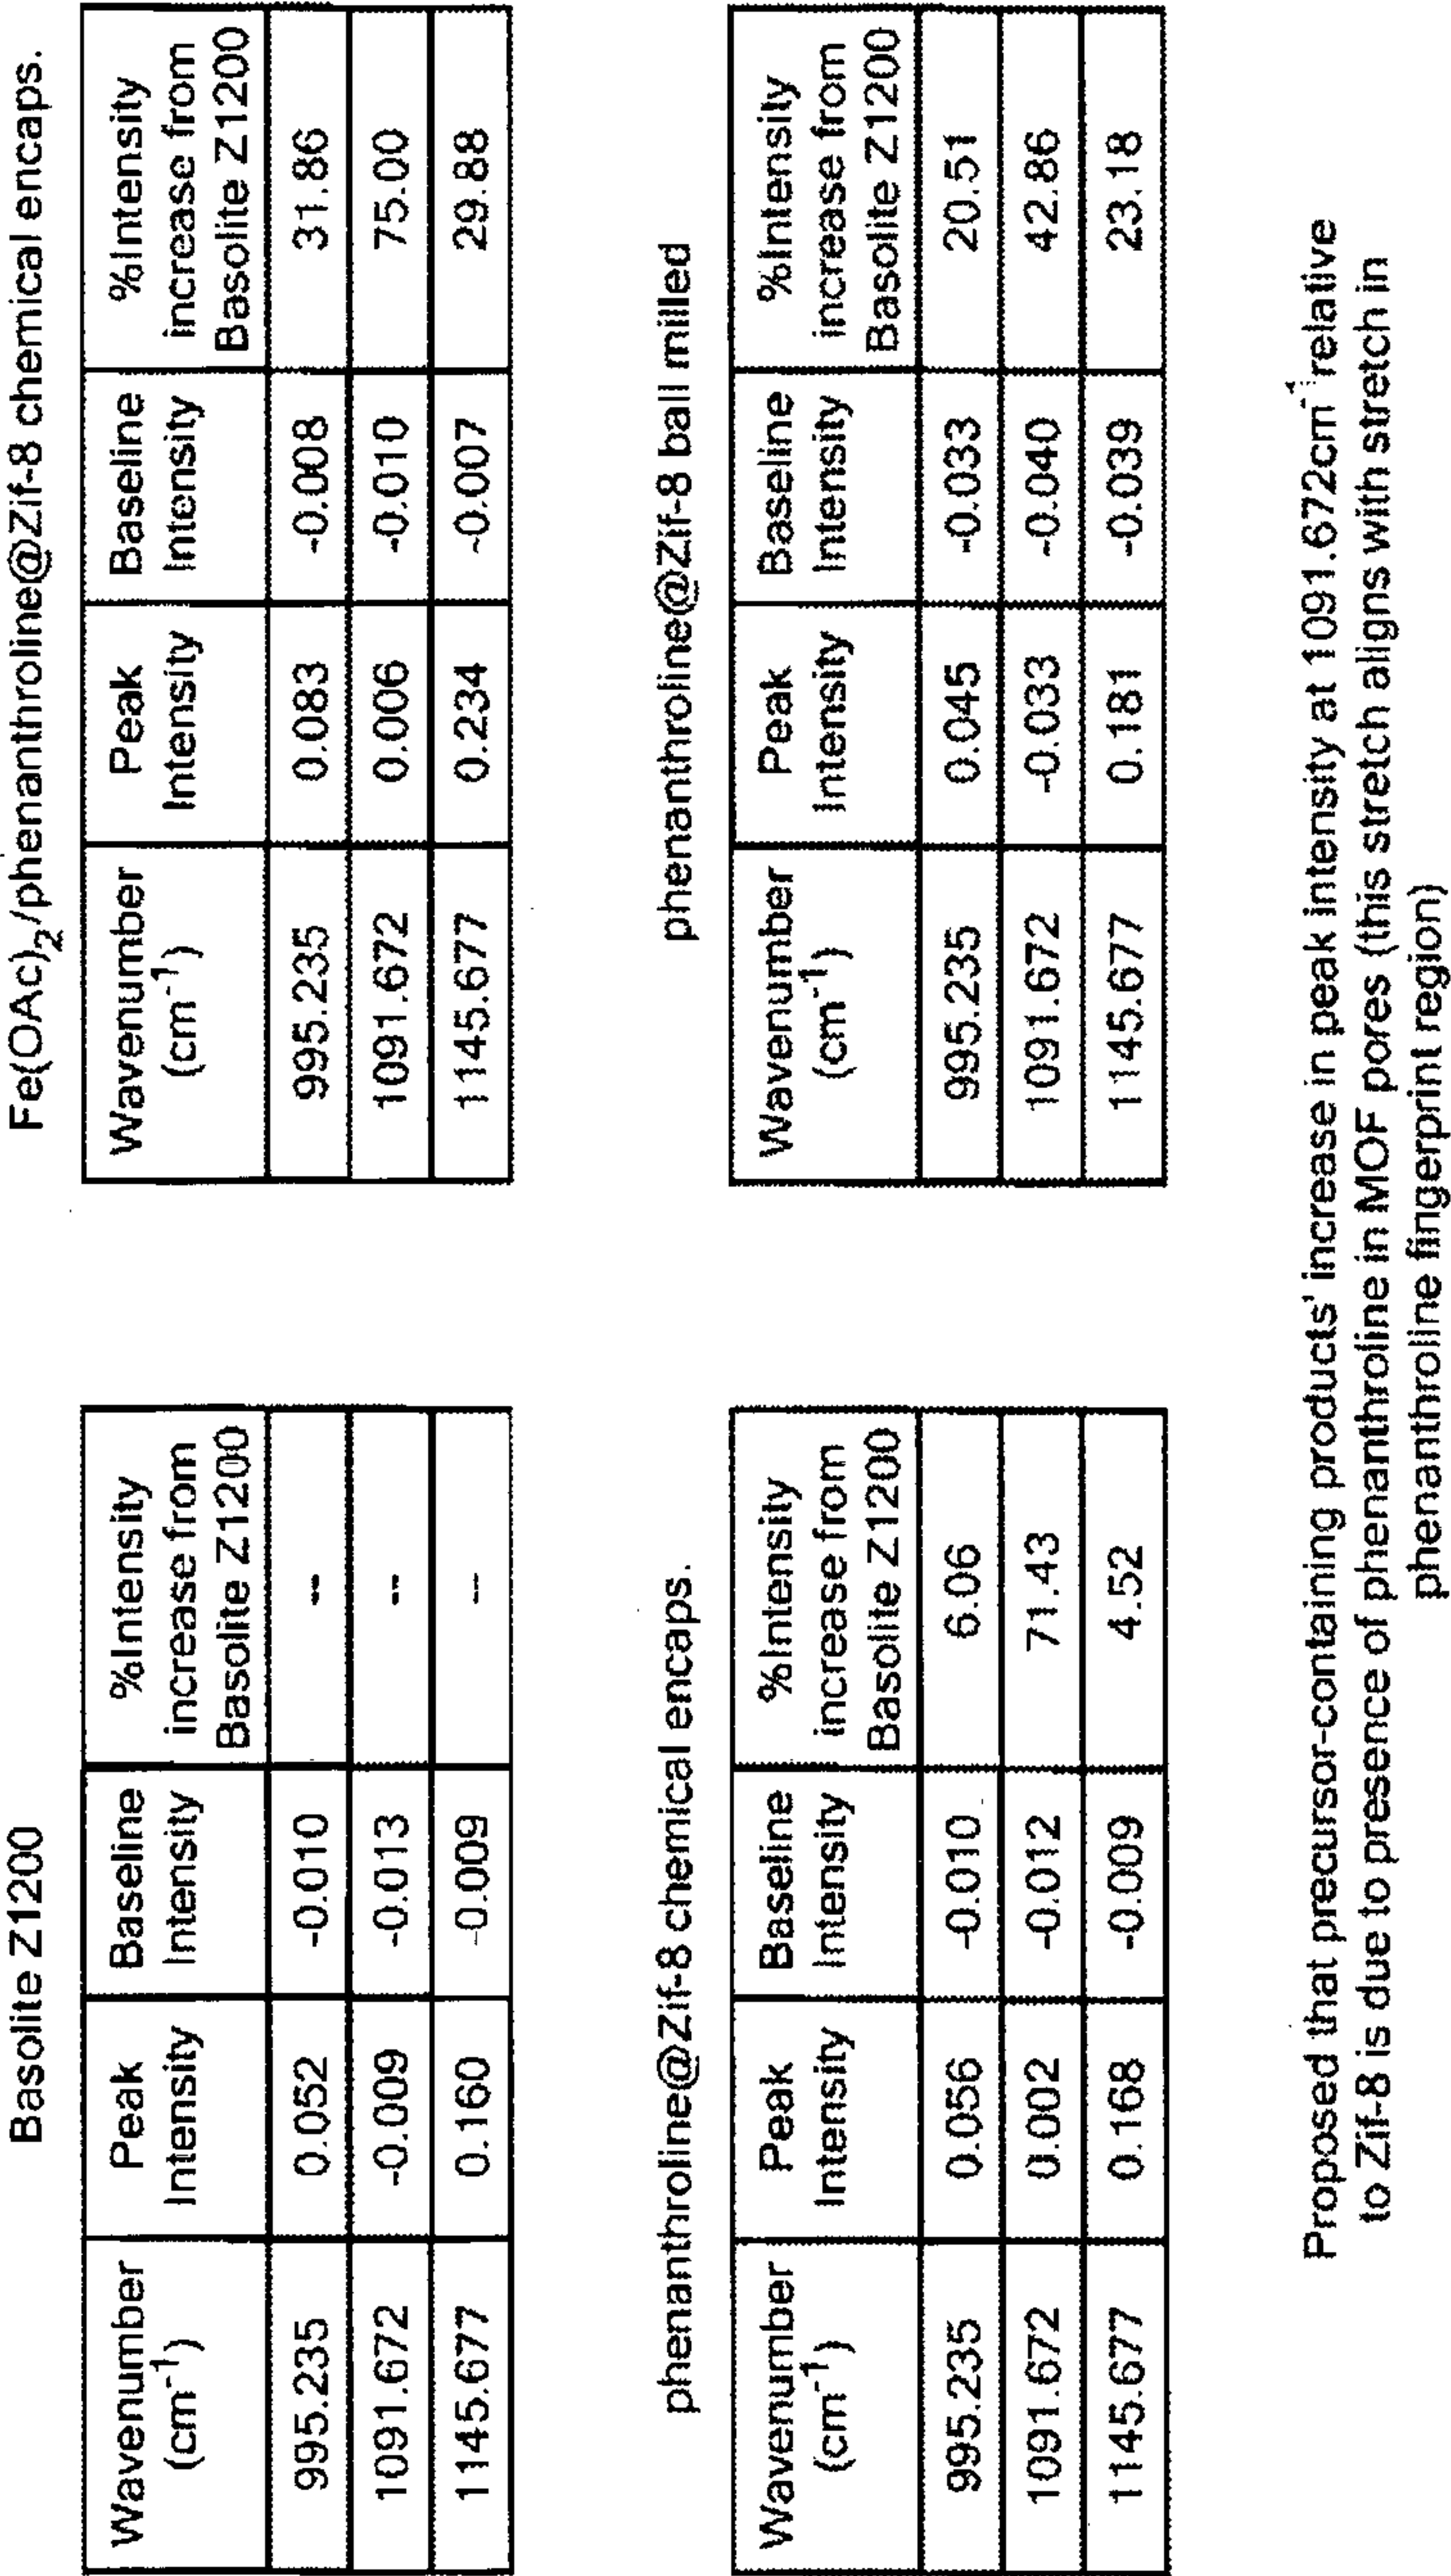 Basolite Z1200
Wavenumber (cm⁻¹) Peak Intensity Baseline Intensity %Intensity increase from Basolite Z1200
995.235 0.052 -0.010 --
1091.672 -0.009 -0.013 --
1145.677 0.160 -0.009 --
Fe(OAc)₂/phenanthroline@Zif-8 chemical encaps.
Wavenumber (cm⁻¹) Peak Intensity Baseline Intensity %Intensity increase from Basolite Z1200
995.235 0.083 -0.008 31.86
1091.672 0.006 -0.010 75.00
1145.677 0.234 -0.007 29.88
phenanthroline@Zif-8 chemical encaps.
Wavenumber (cm⁻¹) Peak Intensity Baseline Intensity %Intensity increase from Basolite Z1200
995.235 0.056 -0.010 6.06
1091.672 0.002 -0.012 71.43
1145.677 0.168 -0.009 4.52
phenanthroline@Zif-8 ball milled
Wavenumber (cm⁻¹) Peak Intensity Baseline Intensity %Intensity increase from Basolite Z1200
995.235 0.045 -0.033 20.51
1091.672 -0.033 -0.040 42.86
1145.677 0.181 -0.039 23.18
Proposed that precursor-containing products' increase in peak intensity at 1091.672cm⁻¹ relative
to Zif-8 is due to presence of phenanthroline in MOF pores (this stretch aligns with stretch in
phenanthroline fingerprint region)